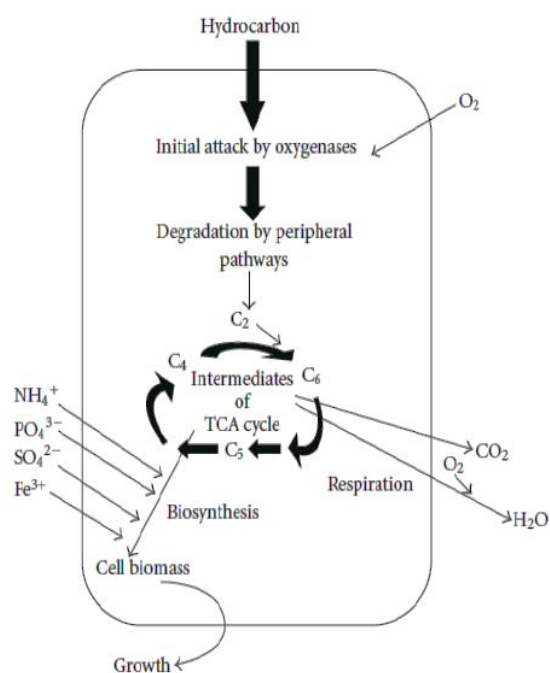 Hydrocarbon
O₂
Initial attack by oxygenases
Degradation by peripheral
pathways
C₂
C₄
C₆
Intermediates
of
TCA cycle
C₅
NH₄⁺
PO₄³⁻
SO₄²⁻
Fe³⁺
CO₂
O₂
Respiration
H₂O
Biosynthesis
Cell biomass
Growth